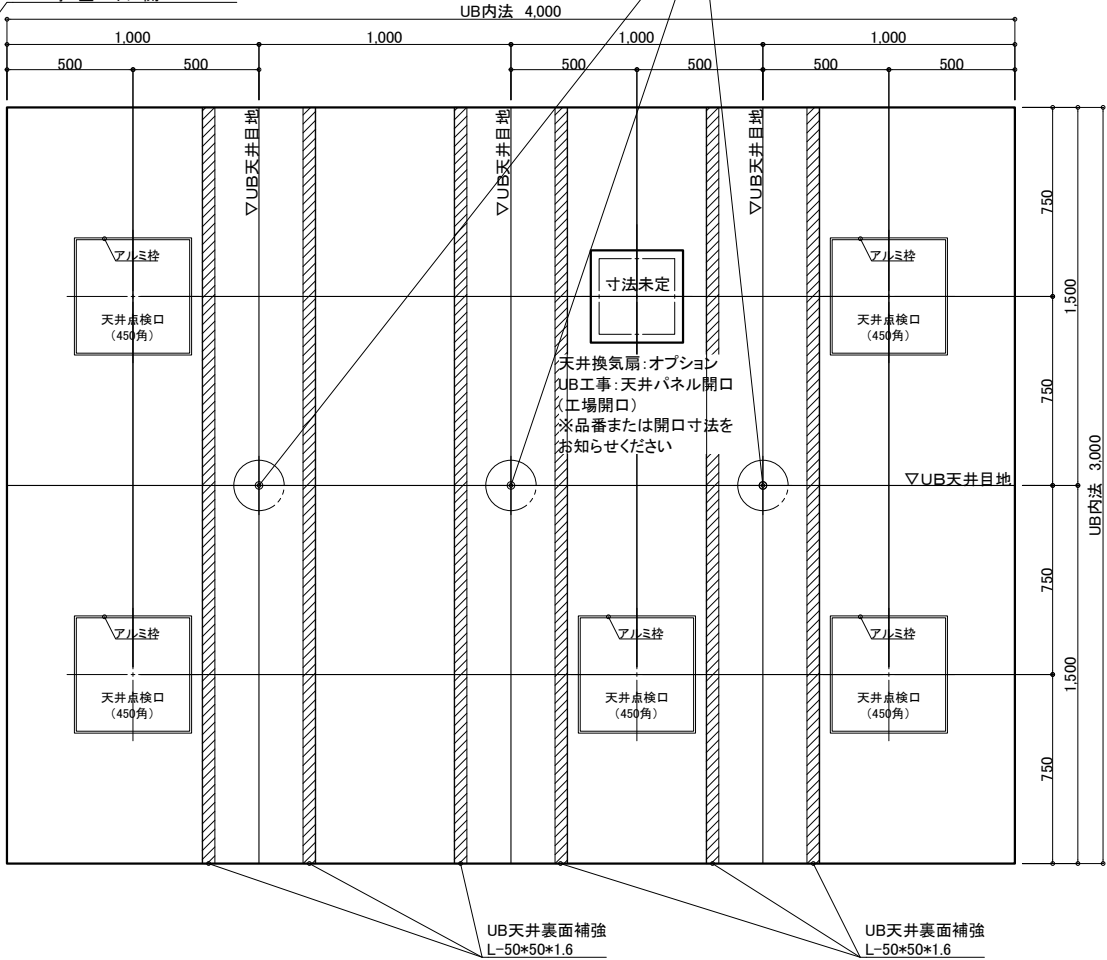 UB内法 4,000
1,000
1,000
1,000
1,000
500
500
500
500
500
500
▽UB天井目地
▽UB天井目地
▽UB天井目地
750
1,500
750
アルミ枠
天井点検口
(450角)
寸法未定
アルミ枠
天井点検口
(450角)
天井換気扇:オプション
UB工事:天井パネル開口
(工場開口)
※品番または開口寸法を
お知らせください
▽UB天井目地
UB内法 3,000
750
1,500
750
アルミ枠
天井点検口
(450角)
アルミ枠
天井点検口
(450角)
アルミ枠
天井点検口
(450角)
UB天井裏面補強
L-50*50*1.6
UB天井裏面補強
L-50*50*1.6